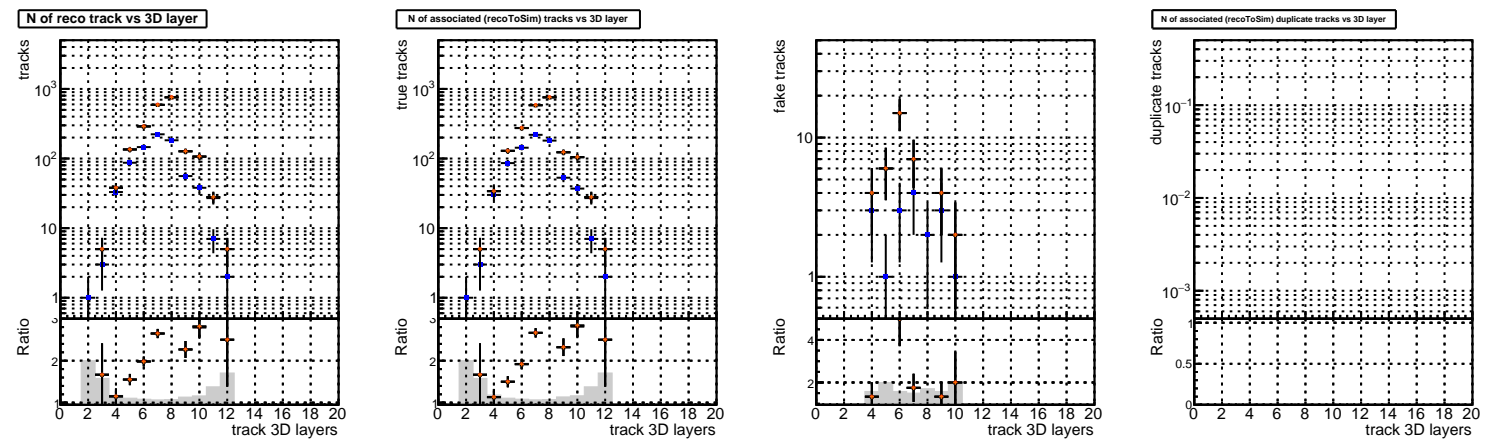 N of reco track vs 3D layer
tracks
10³
10²
10
1
Ratio
3
2
1
0 2 4 6 8 10 12 14 16 18 20
track 3D layers
N of associated (recoToSim) tracks vs 3D layer
true tracks
10³
10²
10
1
Ratio
3
2
1
0 2 4 6 8 10 12 14 16 18 20
track 3D layers
fake tracks
10
1
Ratio
4
2
0 2 4 6 8 10 12 14 16 18 20
track 3D layers
N of associated (recoToSim) duplicate tracks vs 3D layer
duplicate tracks
10⁻¹
10⁻²
10⁻³
Ratio
1
0.5
0
0 2 4 6 8 10 12 14 16 18 20
track 3D layers